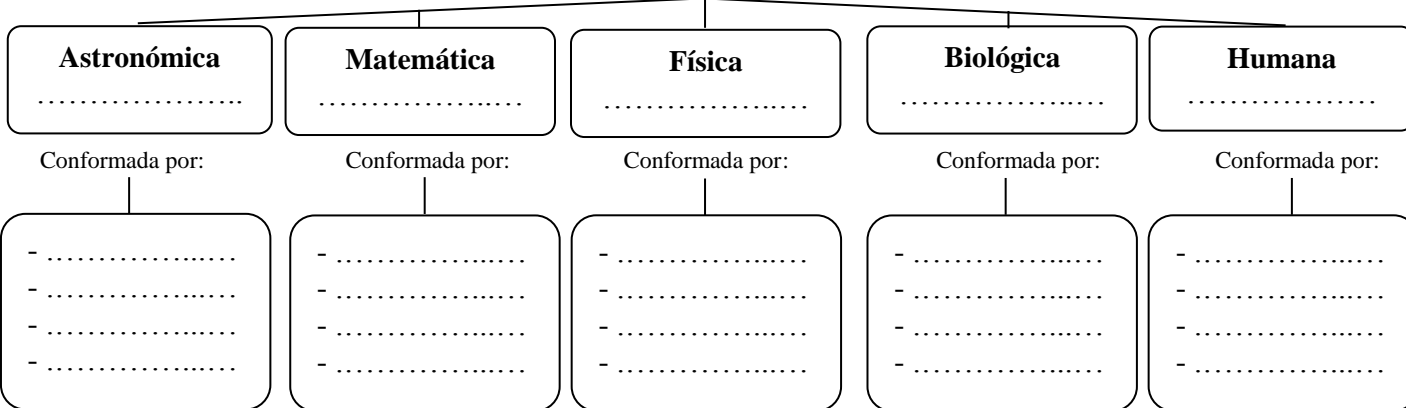 Astronómica Matemática Física Biológica Humana
……………….. ……………..… ……………..… ……………..… ………………
Conformada por: Conformada por: Conformada por: Conformada por: Conformada por:
- …………...…… - …………...…… - …………...…… - …………...…… - …………...……
- …………...…… - …………...…… - …………...…… - …………...…… - …………...……
- …………...…… - …………...…… - …………...…… - …………...…… - …………...……
- …………...…… - …………...…… - …………...…… - …………...…… - …………...……